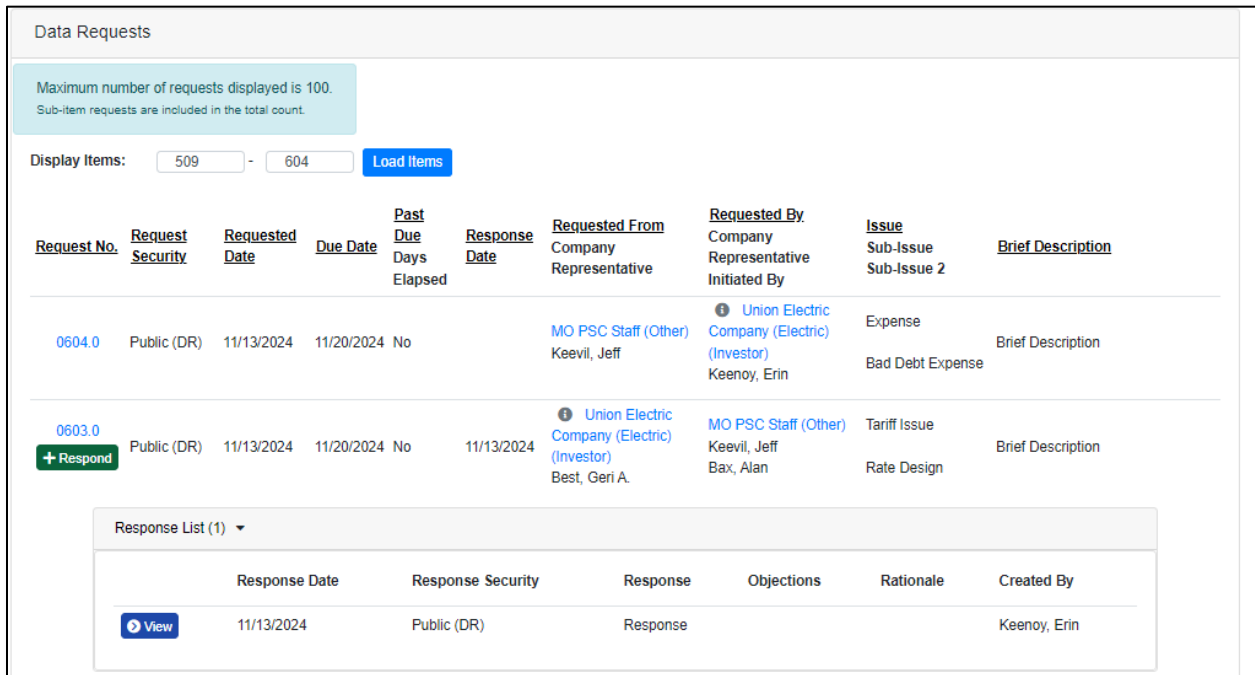 Data Requests
Maximum number of requests displayed is 100.
Sub-item requests are included in the total count.
Display Items: 509 - 604 Load Items
Request No.
Request
Security
Requested
Date
Due Date
Past
Due
Days
Elapsed
Response
Date
Requested From
Company
Representative
Requested By
Company
Representative
Initiated By
Issue
Sub-Issue
Sub-Issue 2
Brief Description
0604.0
Public (DR)
11/13/2024
11/20/2024
No
MO PSC Staff (Other)
Keevil, Jeff
Union Electric
Company (Electric)
(Investor)
Keenoy, Erin
Expense
Bad Debt Expense
Brief Description
0603.0
+ Respond
Public (DR)
11/13/2024
11/20/2024
No
11/13/2024
Union Electric
Company (Electric)
(Investor)
Best, Geri A.
MO PSC Staff (Other)
Keevil, Jeff
Bax, Alan
Tariff Issue
Rate Design
Brief Description
Response List (1)
Response Date Response Security Response Objections Rationale Created By
View 11/13/2024 Public (DR) Response Keenoy, Erin